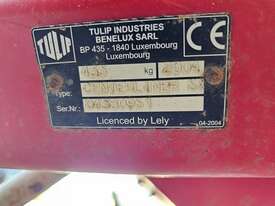 TULIP
TULIP INDUSTRIES
BENELUX SARL
BP 435 - 1840 Luxembourg
Luxembourg
CE
kg
Type
Ser.Nr.
Licenced by Lely
04-2004